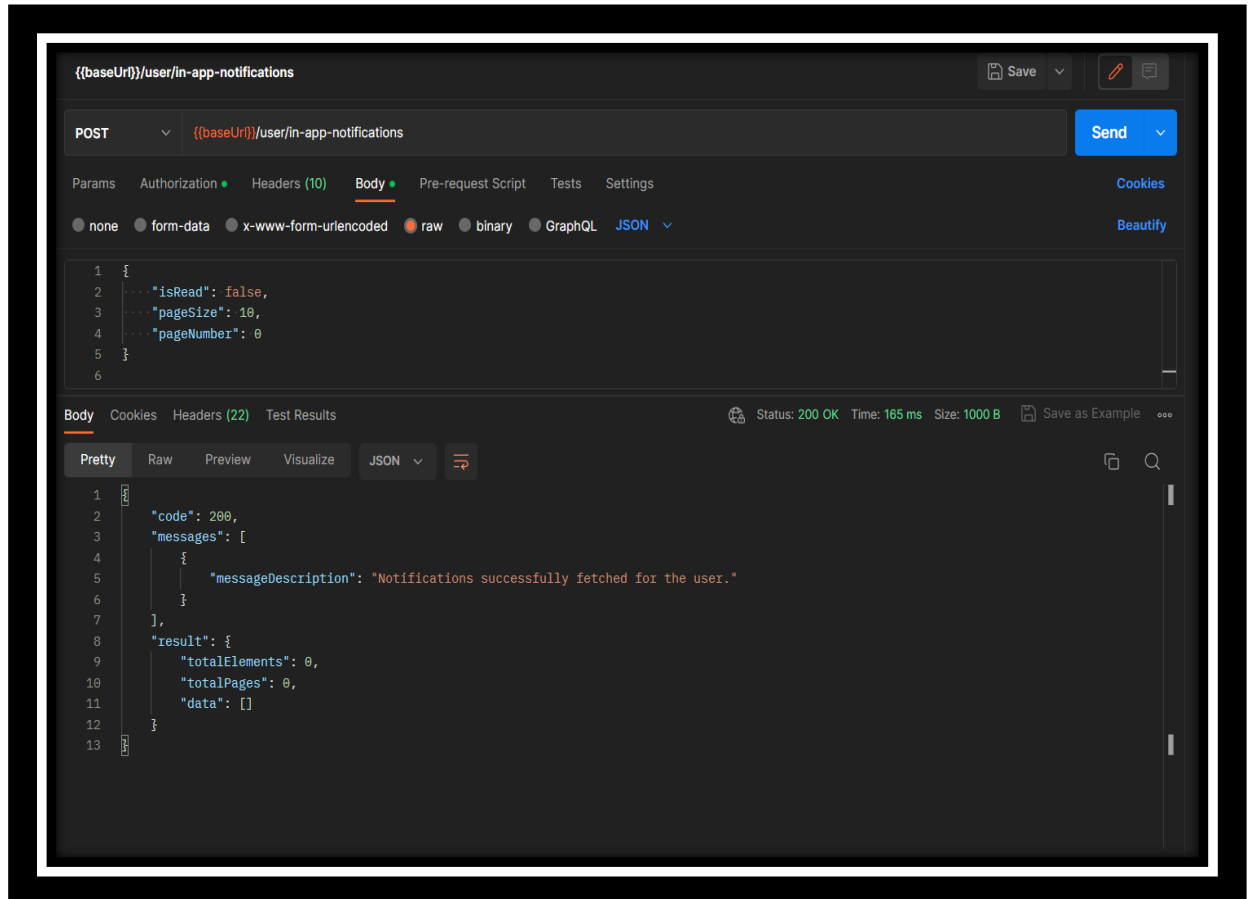 {{baseUrl}}/user/in-app-notifications
Save
POST {{baseUrl}}/user/in-app-notifications Send
Params Authorization Headers (10) Body Pre-request Script Tests Settings Cookies
none form-data x-www-form-urlencoded raw binary GraphQL JSON Beautify
1 {
2 "isRead": false,
3 "pageSize": 10,
4 "pageNumber": 0
5 }
6
Body Cookies Headers (22) Test Results Status: 200 OK Time: 165 ms Size: 1000 B Save as Example
Pretty Raw Preview Visualize JSON
1 {
2 "code": 200,
3 "messages": [
4 {
5 "messageDescription": "Notifications successfully fetched for the user."
6 }
7 ],
8 "result": {
9 "totalElements": 0,
10 "totalPages": 0,
11 "data": []
12 }
13 }